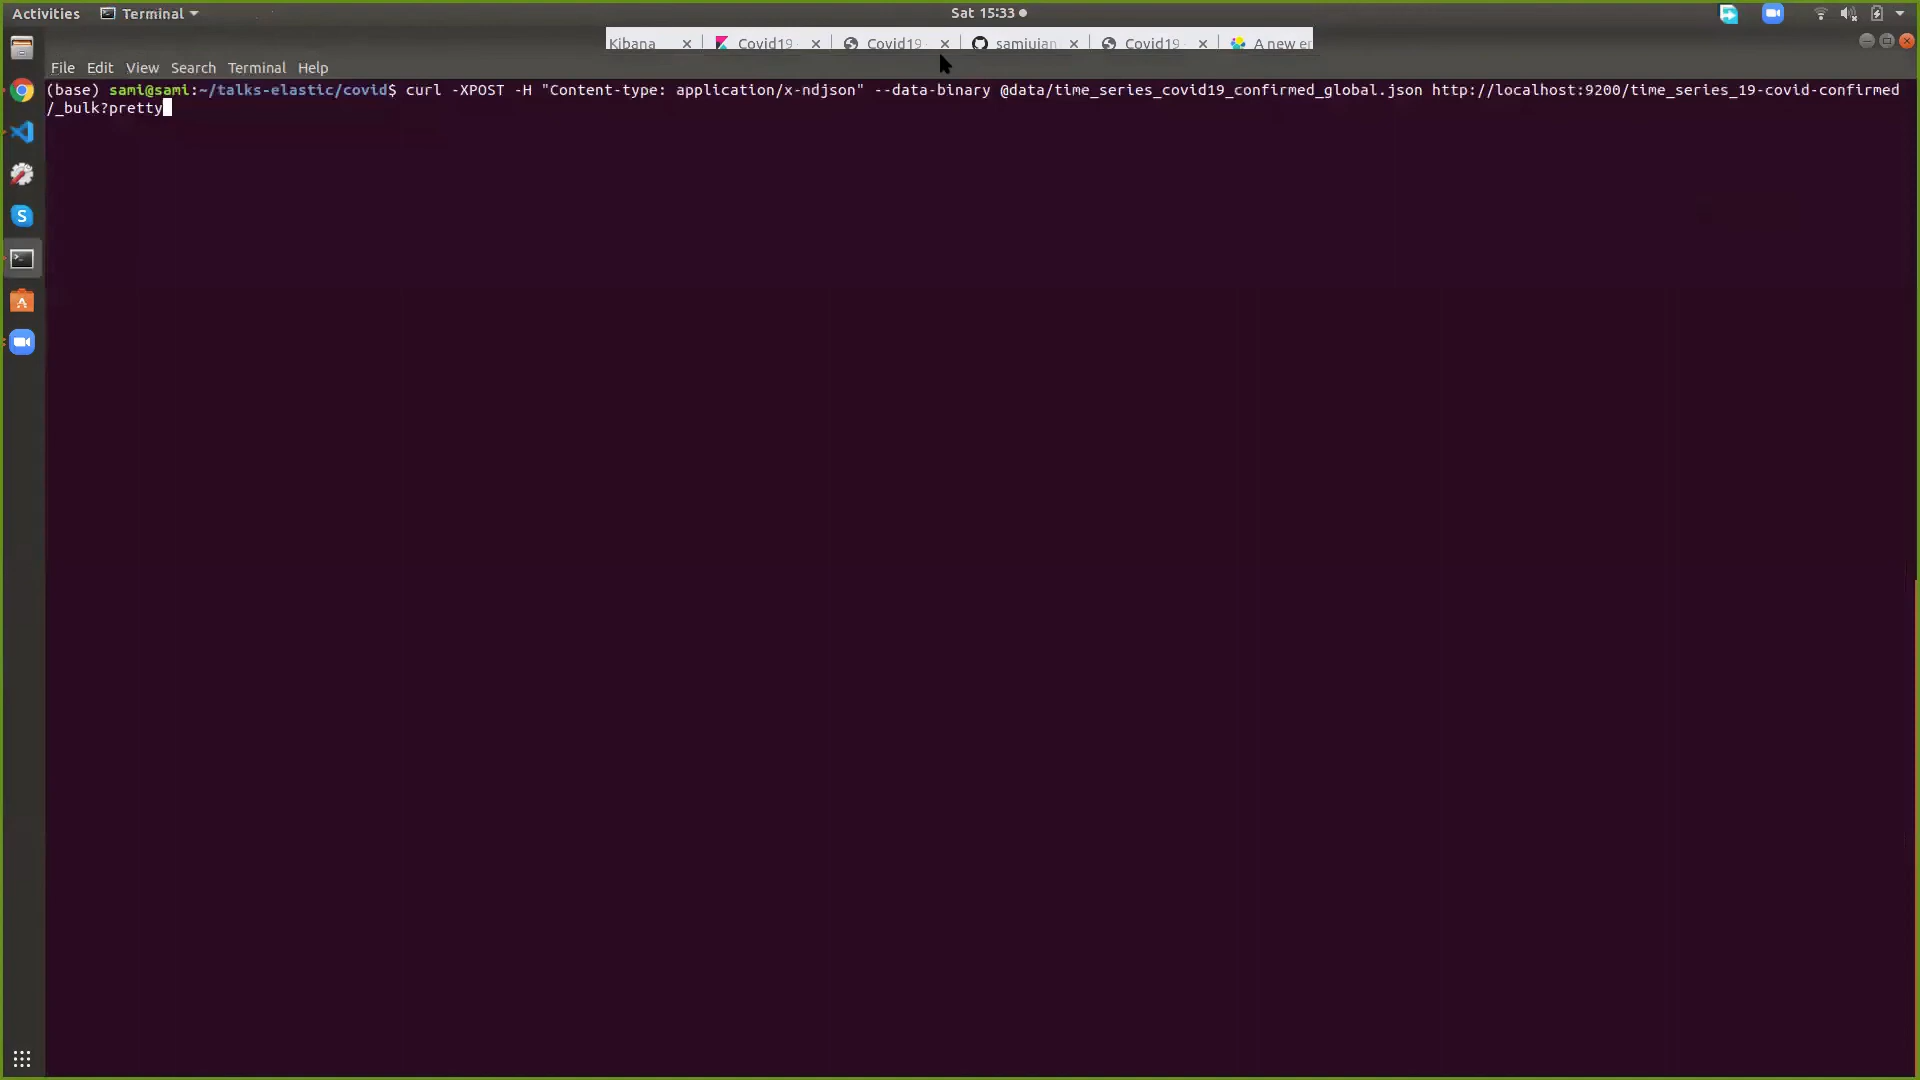 Activities Terminal Sat 15:33
Kibana Covid19 Covid19 samiujan Covid19 A new er
File Edit View Search Terminal Help
(base) sami@sami:~/talks-elastic/covid$ curl -XPOST -H "Content-type: application/x-ndjson" --data-binary @data/time_series_covid19_confirmed_global.json http://localhost:9200/time_series_19-covid-confirmed
/_bulk?pretty